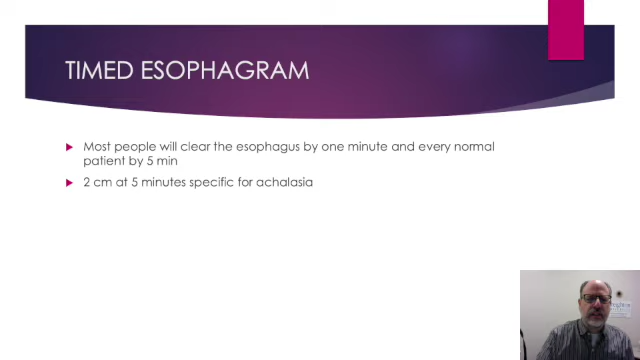 TIMED ESOPHAGRAM
Most people will clear the esophagus by one minute and every normal
patient by 5 min
2 cm at 5 minutes specific for achalasia